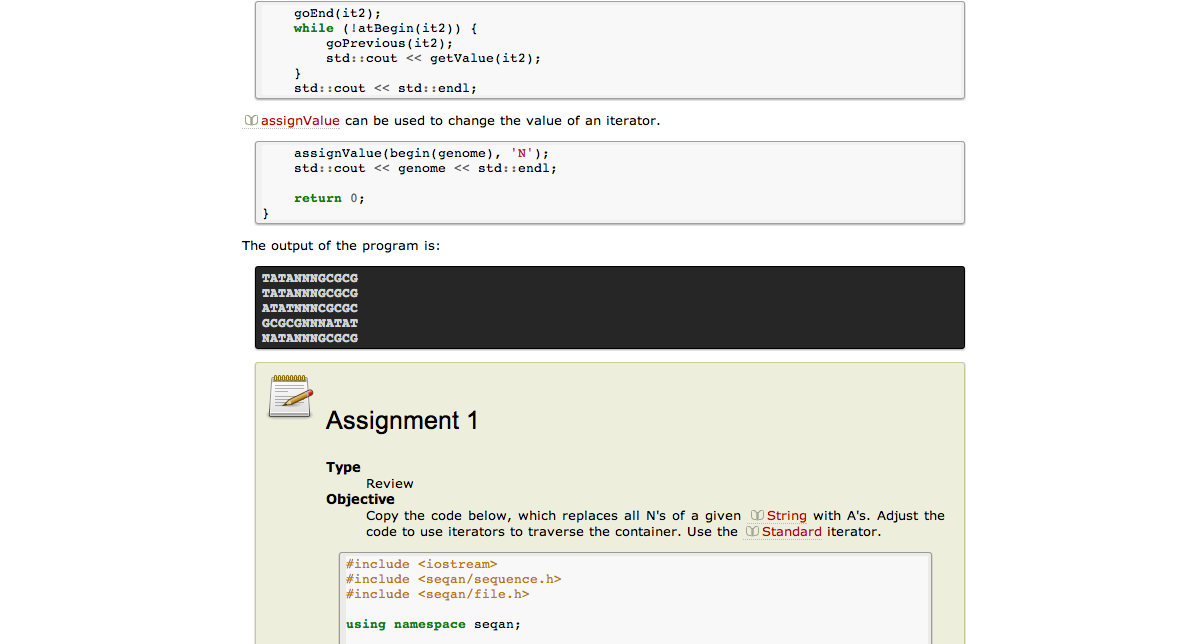 goEnd(it2);
while (!atBegin(it2)) {
goPrevious(it2);
std::cout << getValue(it2);
}
std::cout << std::endl;
assignValue can be used to change the value of an iterator.
assignValue(begin(genome), 'N');
std::cout << genome << std::endl;
return 0;
}
The output of the program is:
TATANNNGCGCG
TATANNNGCGCG
ATATNNNCGCGC
GCGCGNNNATAT
NATANNNGCGCG
Assignment 1
Type
Review
Objective
Copy the code below, which replaces all N's of a given String with A's. Adjust the
code to use iterators to traverse the container. Use the Standard iterator.
#include <iostream>
#include <seqan/sequence.h>
#include <seqan/file.h>
using namespace seqan;